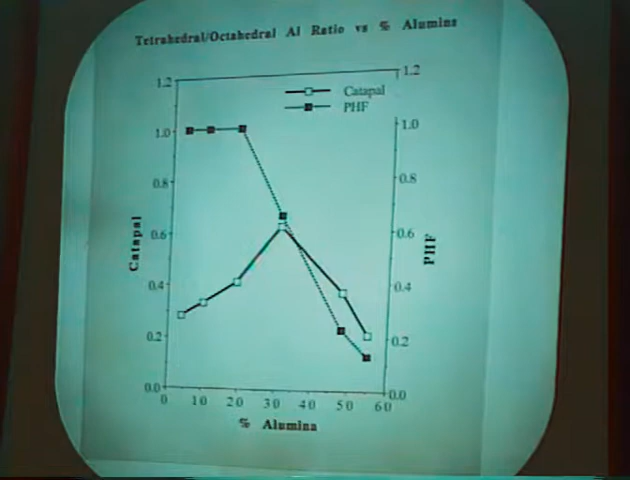 Tetrahedral/Octahedral Al Ratio vs % Alumina
Catapal
PHF
1.2
1.0
0.8
0.6
0.4
0.2
0.0
Catapal
1.2
1.0
0.8
0.6
0.4
0.2
0.0
PHF
0 10 20 30 40 50 60
% Alumina